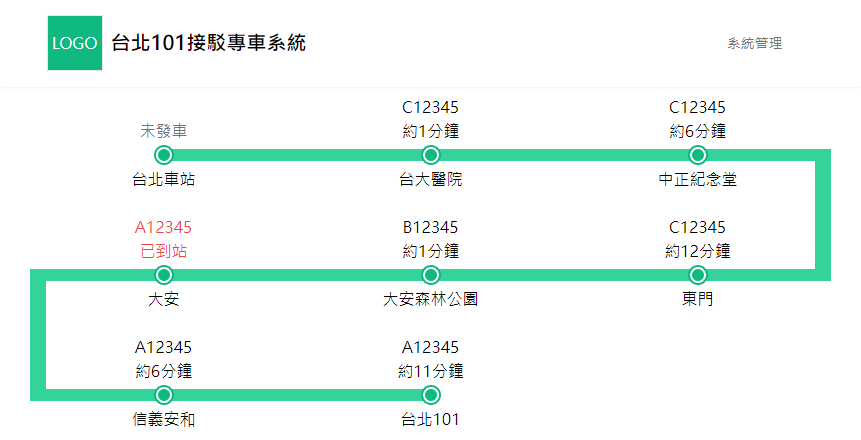 LOGO 台北101接駁專車系統
系統管理
未發車
台北車站
C12345
約1分鐘
台大醫院
C12345
約6分鐘
中正紀念堂
A12345
已到站
大安
B12345
約1分鐘
大安森林公園
C12345
約12分鐘
東門
A12345
約6分鐘
信義安和
A12345
約11分鐘
台北101